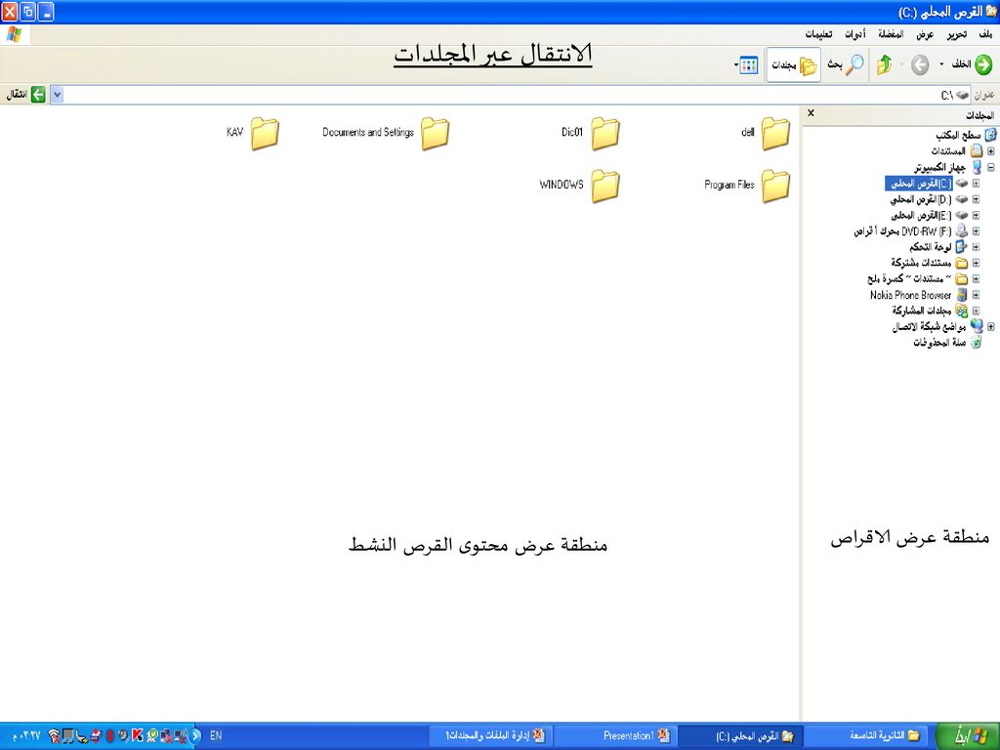 القرص المحلي (C:)
ملف تحرير عرض المفضلة أدوات تعليمات
الانتقال عبر المجلدات
الخلف بحث مجلدات
عنوان C:\ انتقال
المجلدات
سطح المكتب
المستندات
جهاز الكمبيوتر
القرص المحلي (C:)
القرص المحلي (D:)
القرص المحلي (E:)
محرك أقراص DVD-RW (F:)
لوحة التحكم
مستندات مشتركة
مستندات ~ كسرة ملح ~
Nokia Phone Browser
مجلدات المشاركة
مواضع شبكة الاتصال
سلة المحذوفات
dell Dic01 Documents and Settings KAV
Program Files WINDOWS
منطقة عرض الاقراص
منطقة عرض محتوى القرص النشط
ابدأ الثانوية التاسعة القرص المحلي (C:) Presentation1 إدارة الملفات والمجلدات1 EN ٠٣:٣٧ م